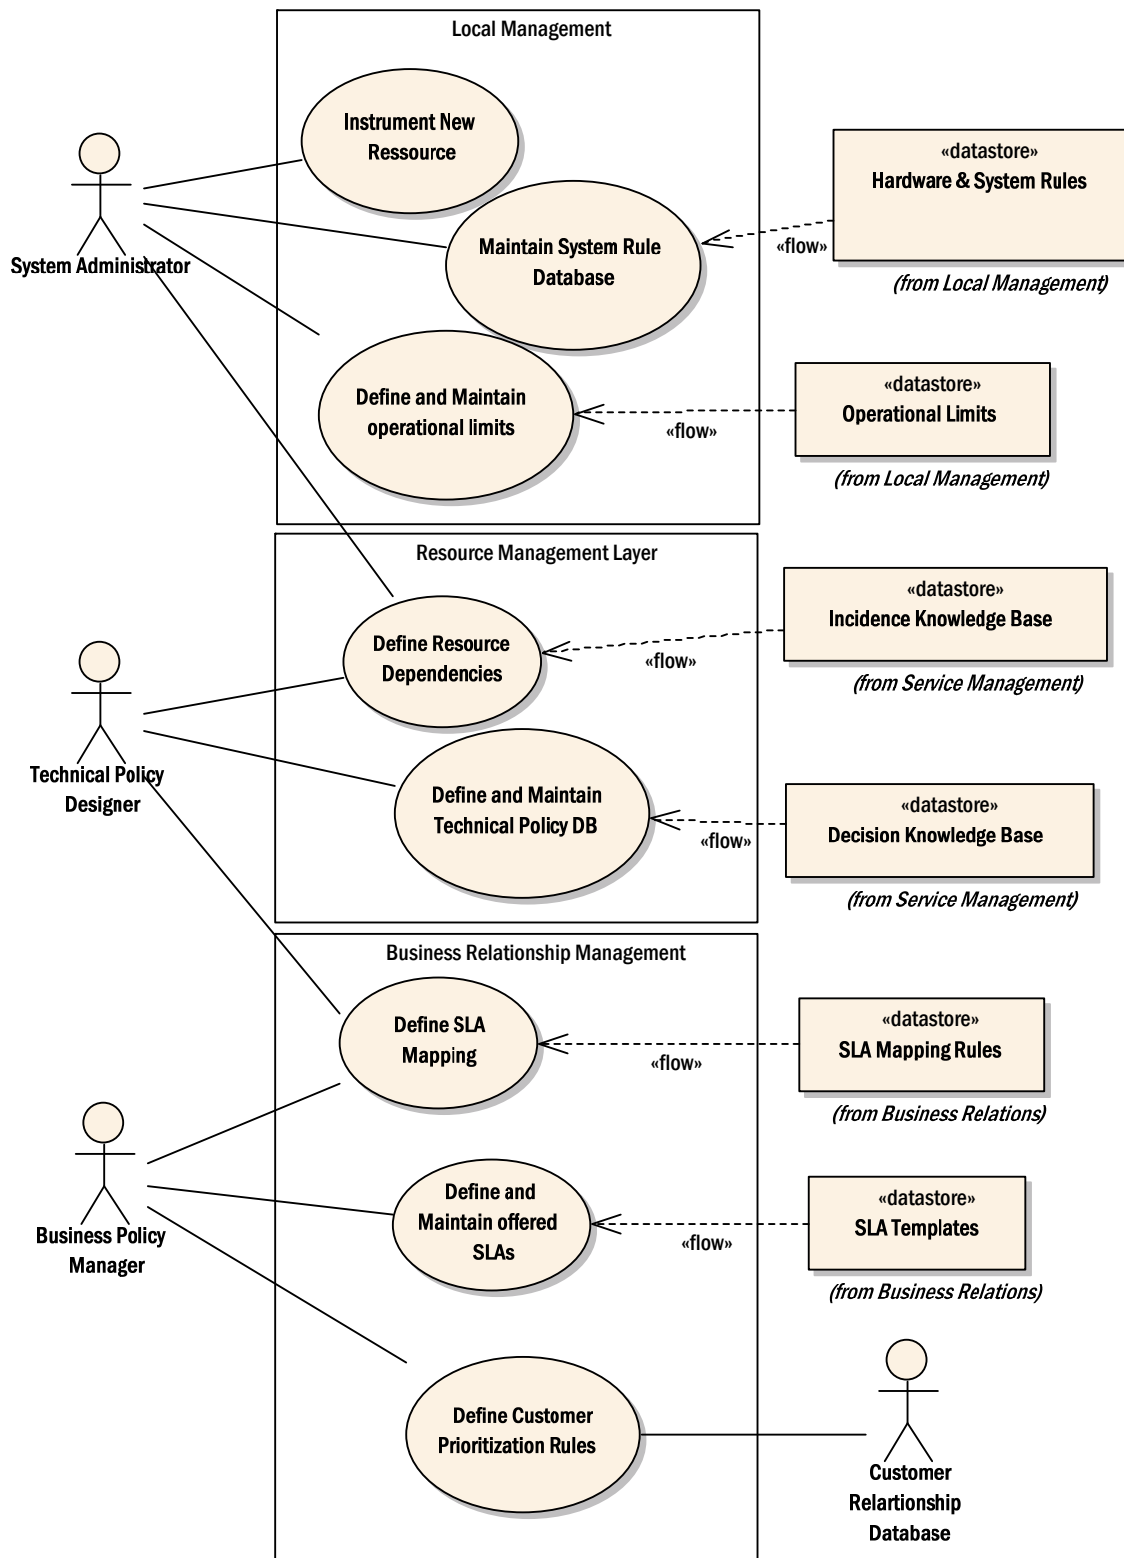 Local Management
Instrument New
Ressource
«datastore»
Hardware & System Rules
Maintain System Rule
Database
«flow»
System Administrator
(from Local Management)
«datastore»
Operational Limits
Define and Maintain
operational limits
«flow»
(from Local Management)
Resource Management Layer
«datastore»
Incidence Knowledge Base
Define Resource
Dependencies
«flow»
(from Service Management)
Technical Policy
Designer
Define and Maintain
Technical Policy DB
«datastore»
Decision Knowledge Base
«flow»
(from Service Management)
Business Relationship Management
«datastore»
SLA Mapping Rules
Define SLA
Mapping
«flow»
(from Business Relations)
Define and
Maintain offered
SLAs
«datastore»
SLA Templates
«flow»
Business Policy
Manager
(from Business Relations)
Define Customer
Prioritization Rules
Customer
Relartionship
Database